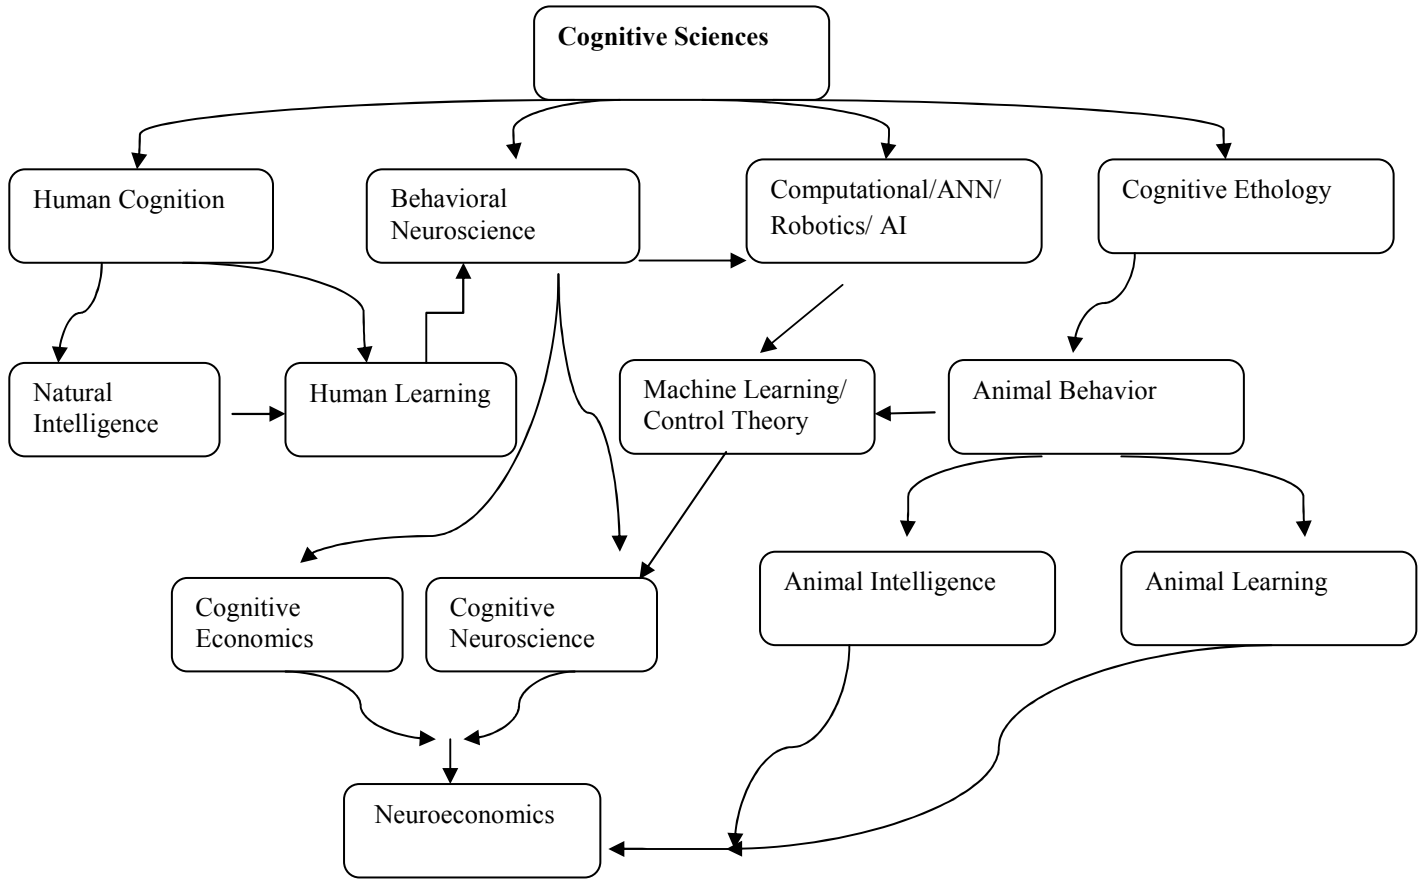 Cognitive Sciences
Human Cognition
Behavioral
Neuroscience
Computational/ANN/
Robotics/ AI
Cognitive Ethology
Natural
Intelligence
Human Learning
Machine Learning/
Control Theory
Animal Behavior
Cognitive
Economics
Cognitive
Neuroscience
Animal Intelligence
Animal Learning
Neuroeconomics